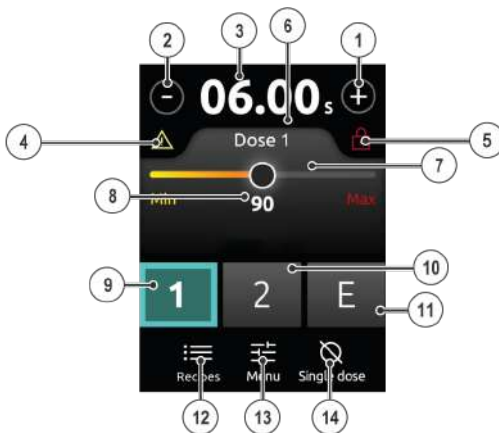 2 3 6 1
- 06.00 s +
4 Dose 1 5
7
Min 90 Max
8
9 1 2 E 10
11
Recipes Menu Single dose
12 13 14